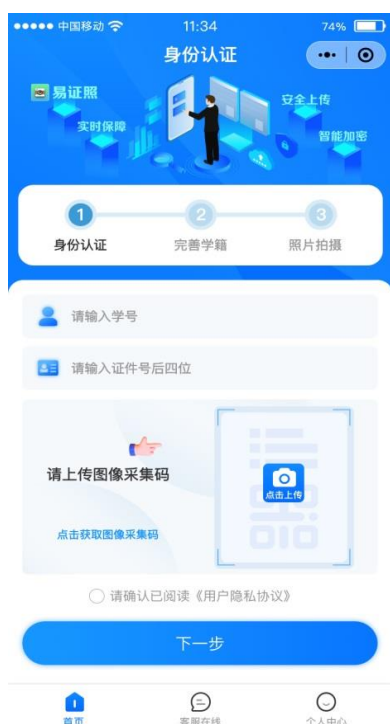 中国移动 11:34 74%
身份认证
易证照
安全上传
实时保障
智能加密
1 2 3
身份认证 完善学籍 照片拍摄
请输入学号
请输入证件号后四位
请上传图像采集码
点击上传
点击获取图像采集码
请确认已阅读《用户隐私协议》
下一步
首页 客服在线 个人中心